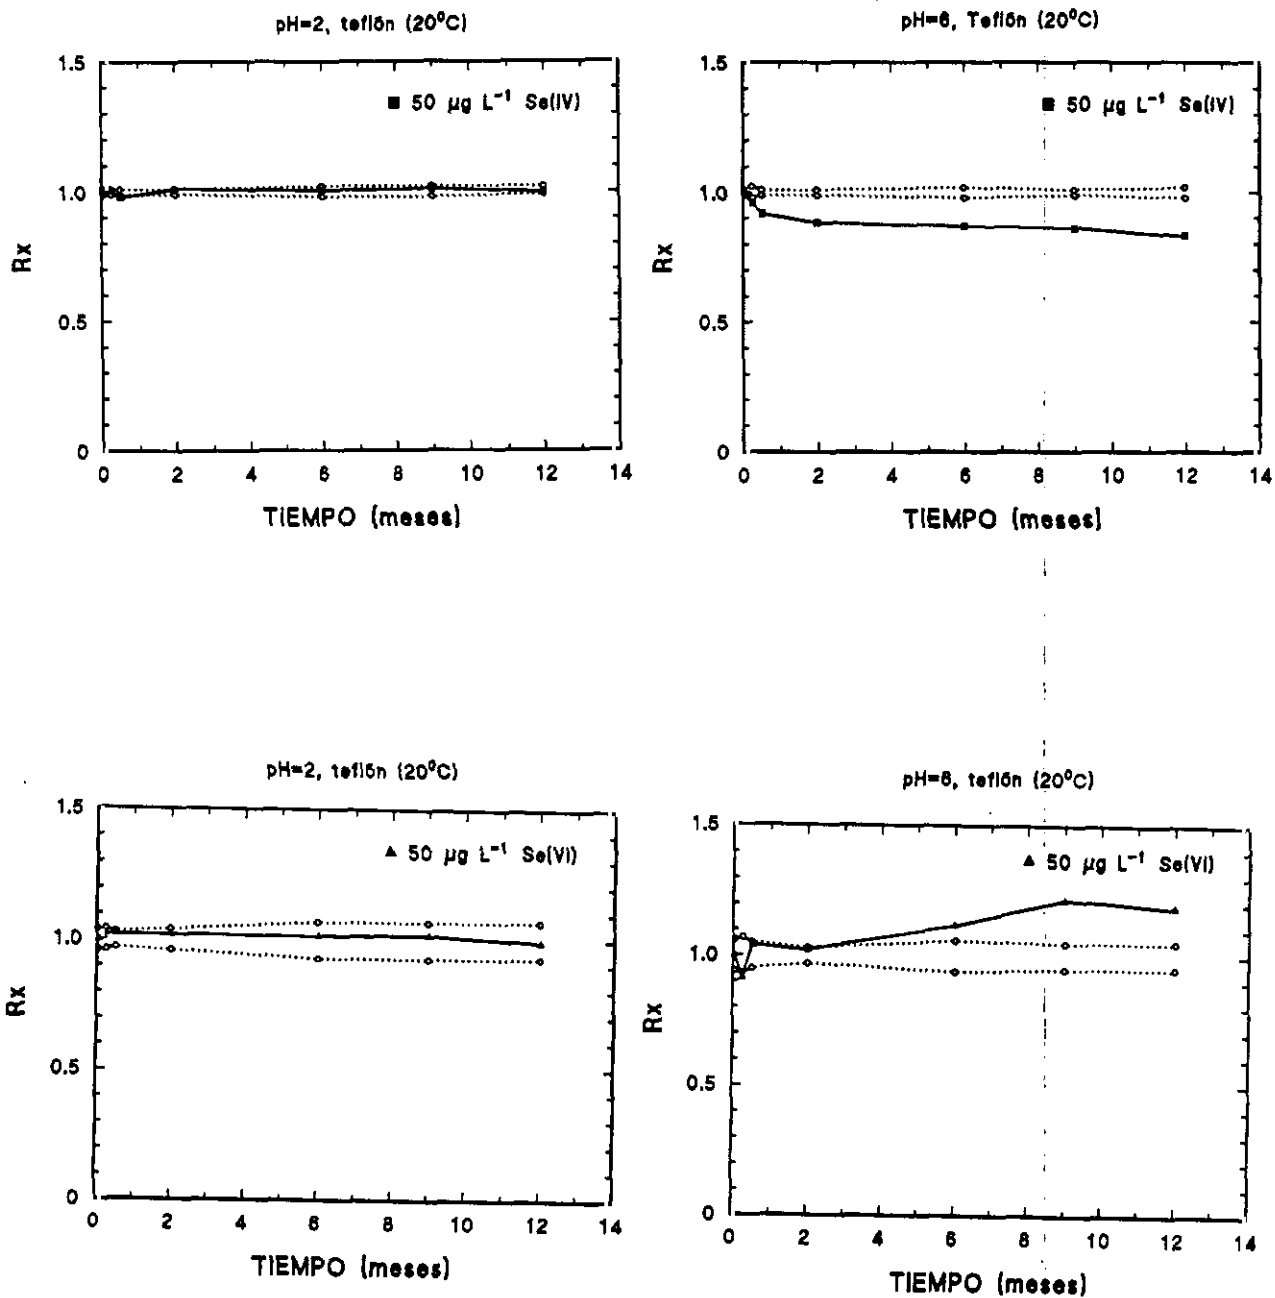 pH=2, teflón (20⁰C)
1.5
1.0
0.5
0
Rx
■ 50 µg L⁻¹ Se(IV)
0 2 4 6 8 10 12 14
TIEMPO (meses)
pH=6, Teflón (20⁰C)
1.5
1.0
0.5
0
Rx
■ 50 µg L⁻¹ Se(IV)
0 2 4 6 8 10 12 14
TIEMPO (meses)
pH=2, teflón (20⁰C)
1.5
1.0
0.5
0
Rx
▲ 50 µg L⁻¹ Se(VI)
0 2 4 6 8 10 12 14
TIEMPO (meses)
pH=6, teflón (20⁰C)
1.5
1.0
0.5
0
Rx
▲ 50 µg L⁻¹ Se(VI)
0 2 4 6 8 10 12 14
TIEMPO (meses)